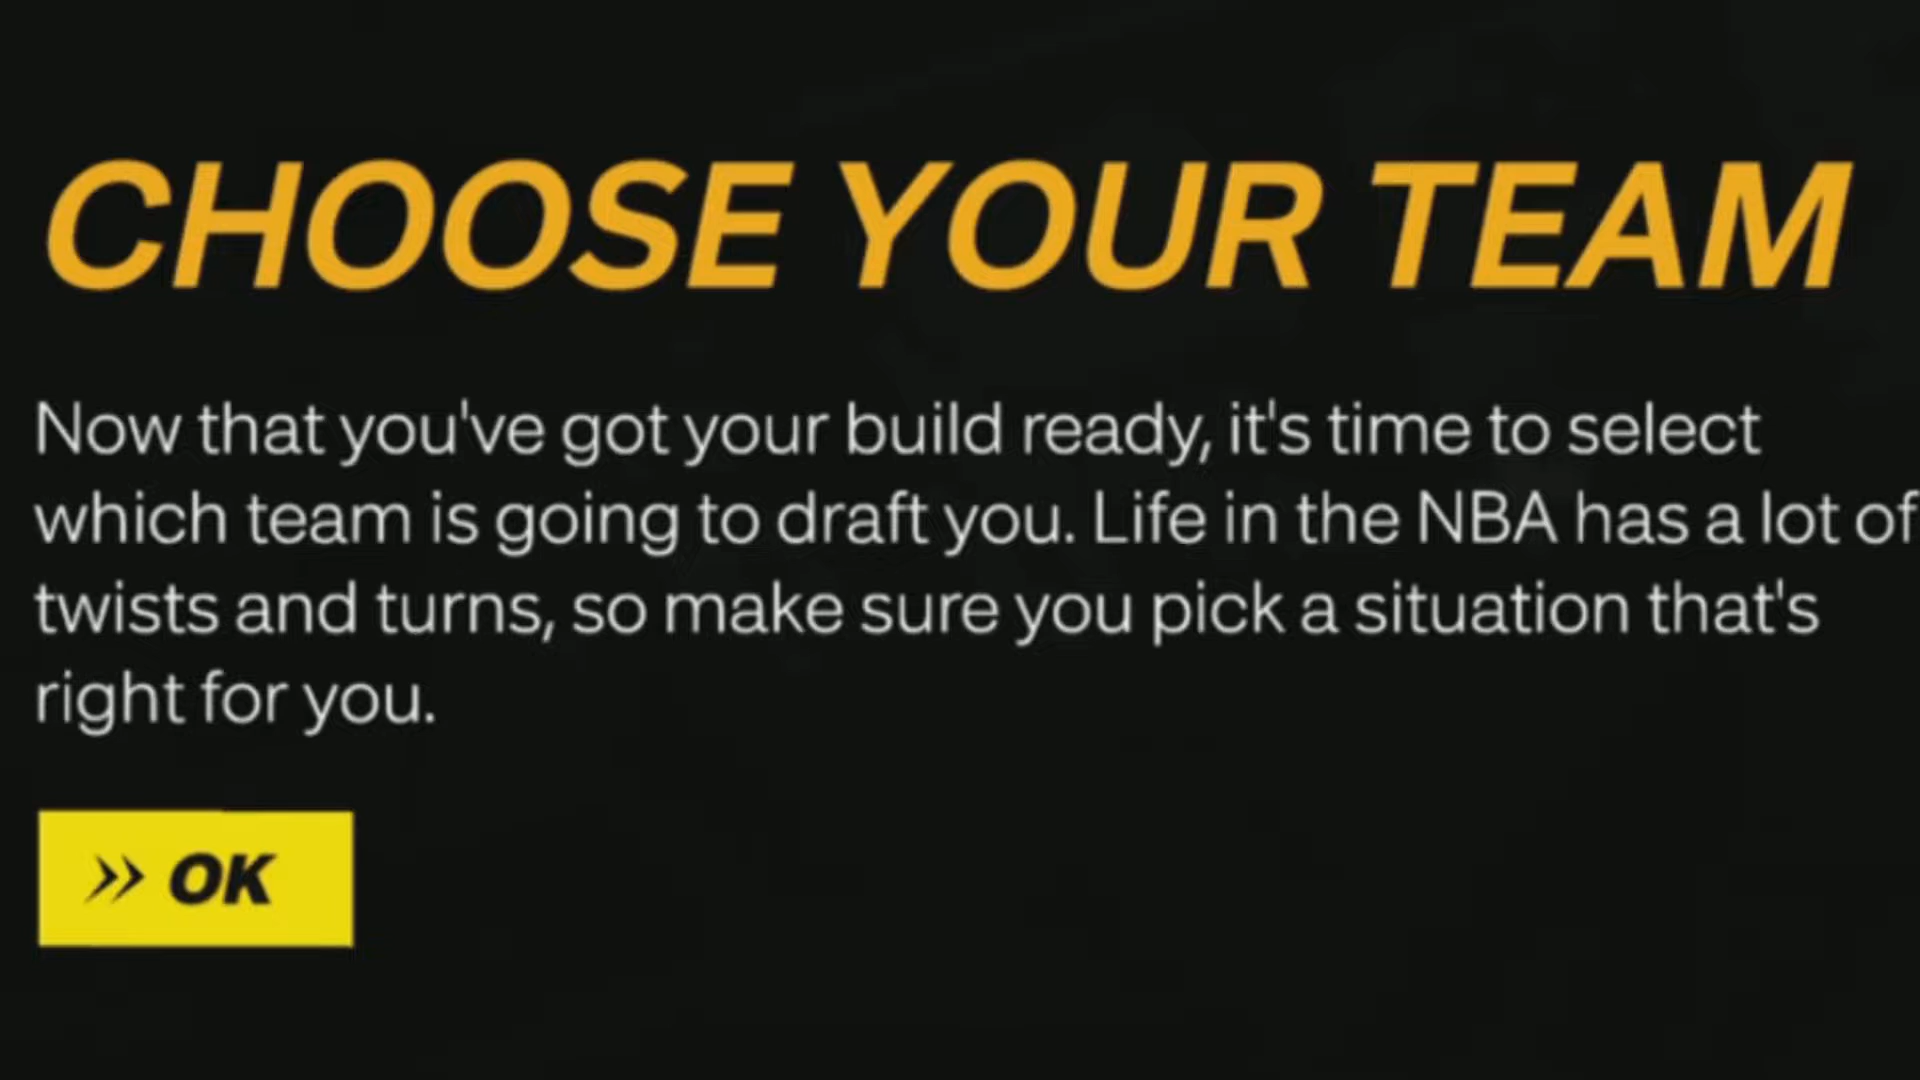 CHOOSE YOUR TEAM
Now that you've got your build ready, it's time to select
which team is going to draft you. Life in the NBA has a lot of
twists and turns, so make sure you pick a situation that's
right for you.
>> OK